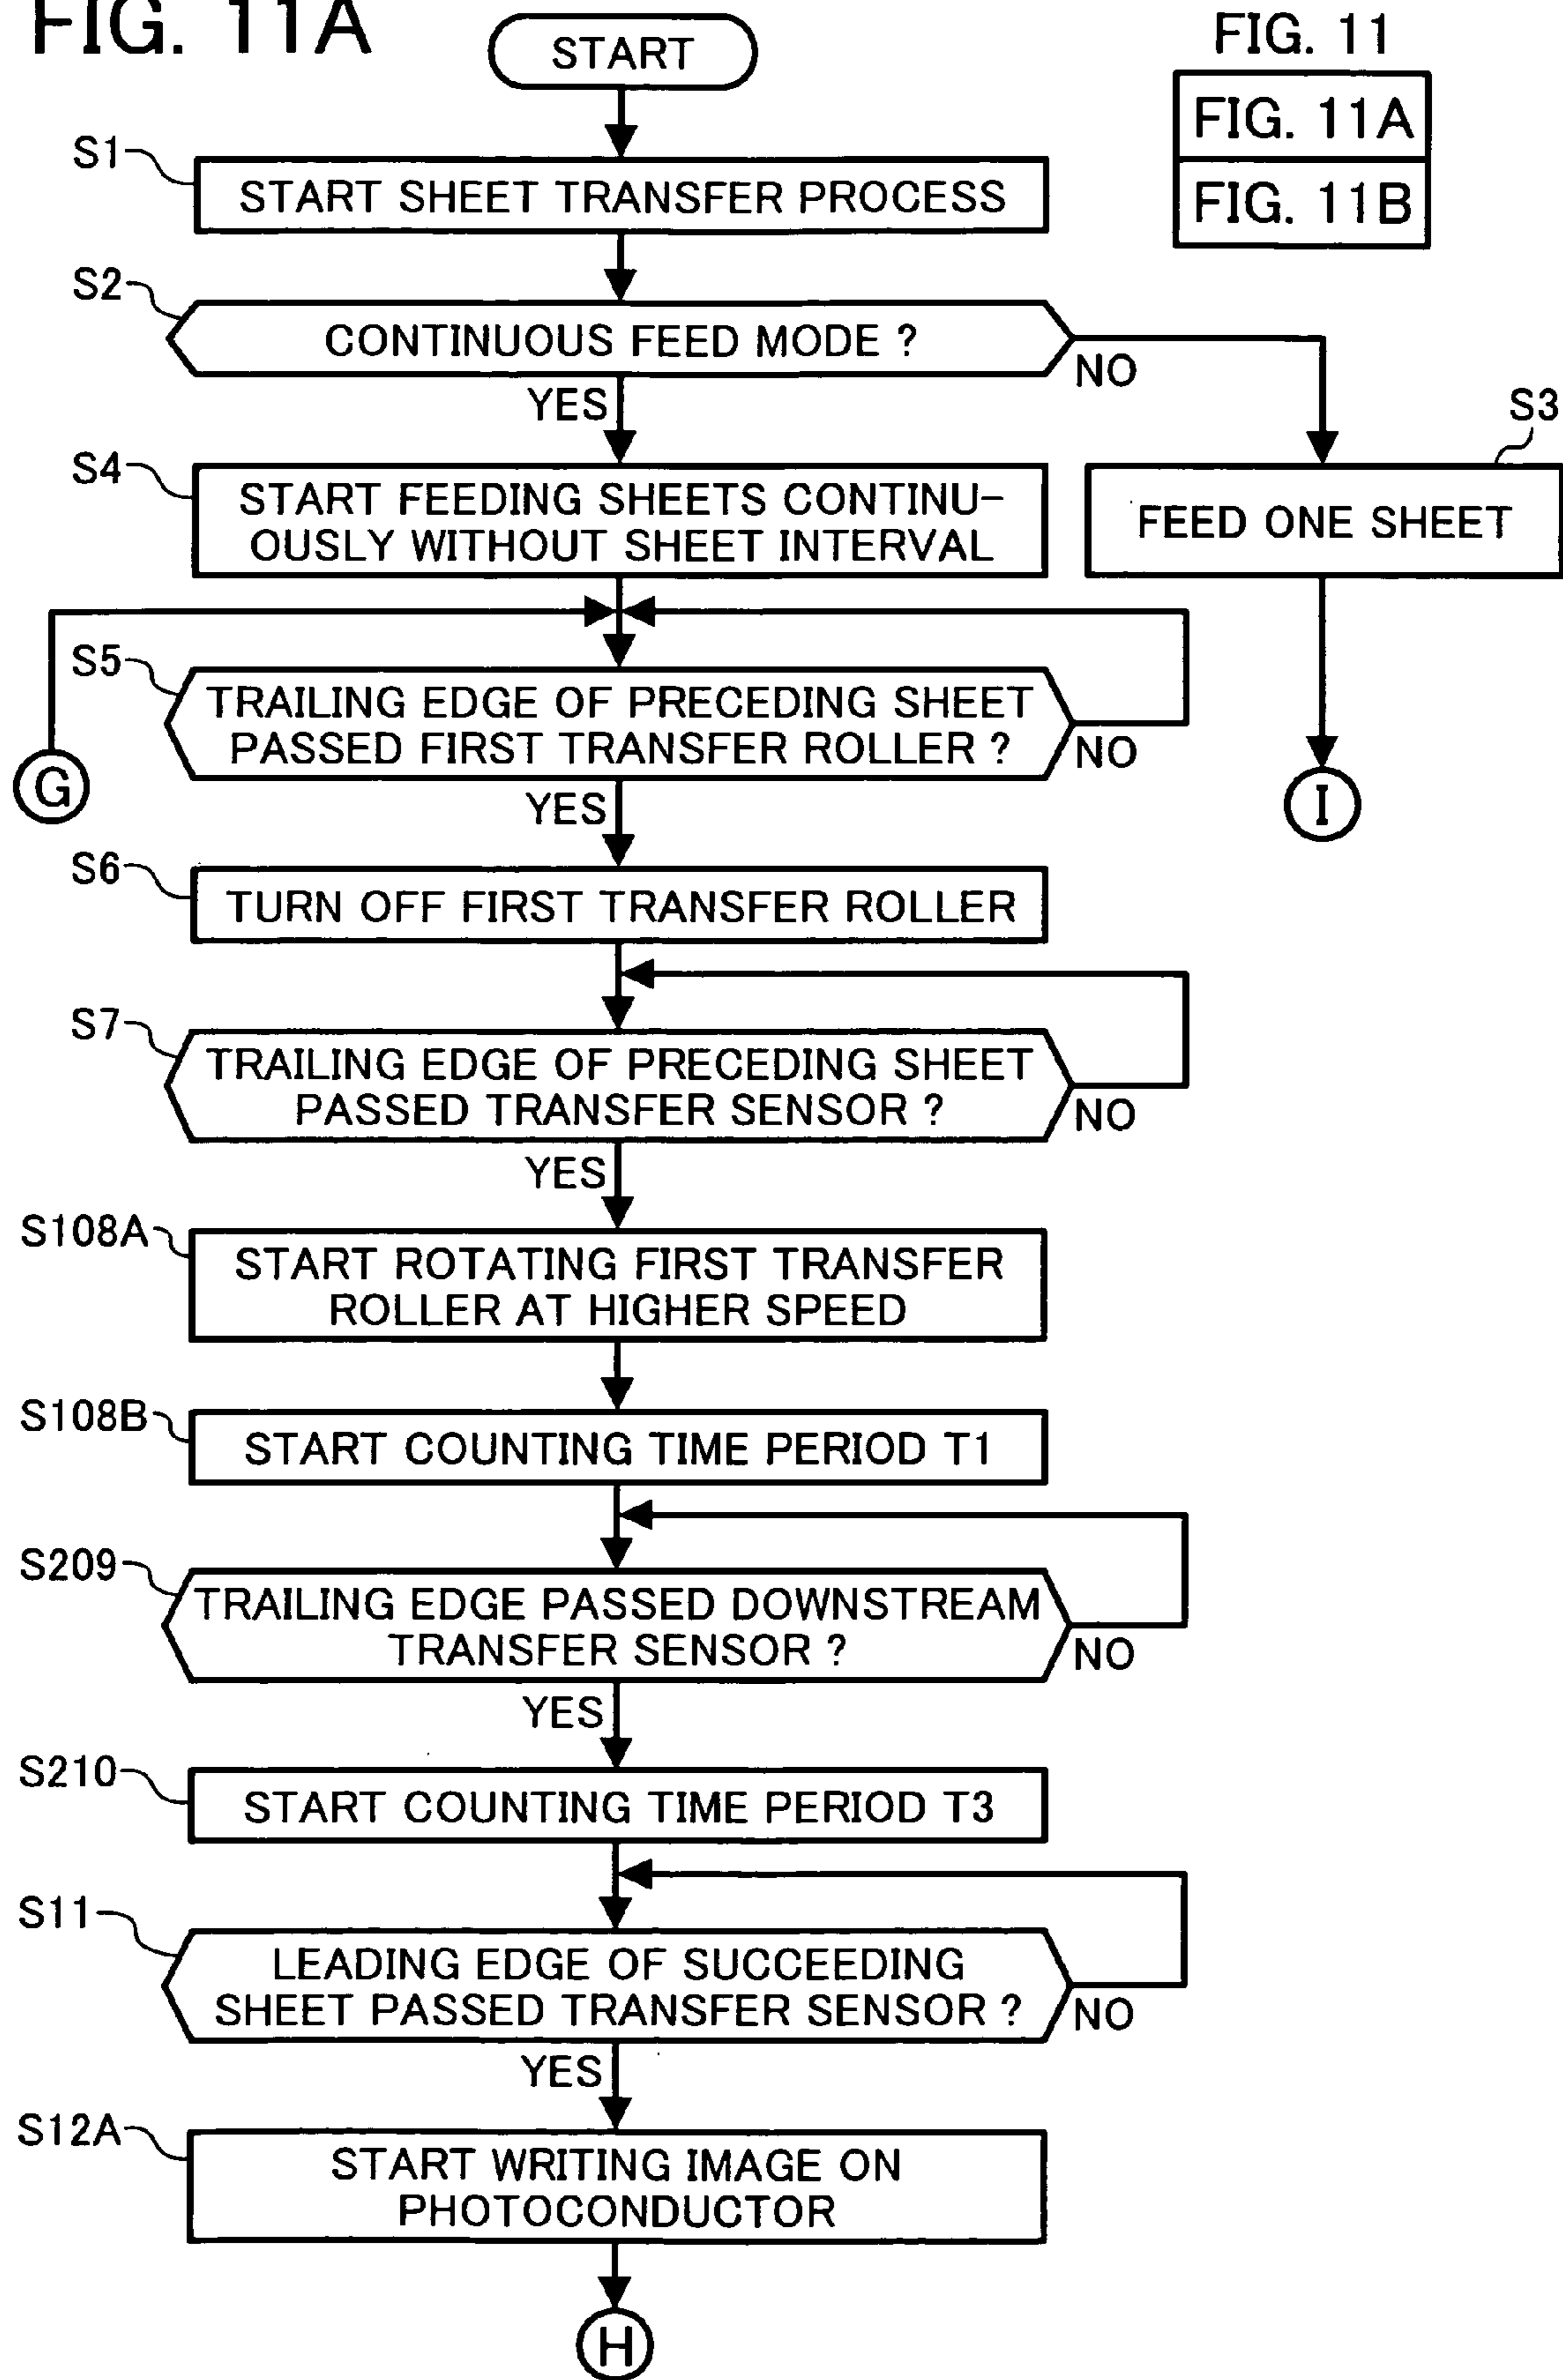 FIG. 11A
START
FIG. 11
FIG. 11A
FIG. 11B
S1
START SHEET TRANSFER PROCESS
S2
CONTINUOUS FEED MODE ?
NO
YES
S3
FEED ONE SHEET
I
S4
START FEEDING SHEETS CONTINU-
OUSLY WITHOUT SHEET INTERVAL
G
S5
TRAILING EDGE OF PRECEDING SHEET
PASSED FIRST TRANSFER ROLLER ?
NO
YES
S6
TURN OFF FIRST TRANSFER ROLLER
S7
TRAILING EDGE OF PRECEDING SHEET
PASSED TRANSFER SENSOR ?
NO
YES
S108A
START ROTATING FIRST TRANSFER
ROLLER AT HIGHER SPEED
S108B
START COUNTING TIME PERIOD T1
S209
TRAILING EDGE PASSED DOWNSTREAM
TRANSFER SENSOR ?
NO
YES
S210
START COUNTING TIME PERIOD T3
S11
LEADING EDGE OF SUCCEEDING
SHEET PASSED TRANSFER SENSOR ?
NO
YES
S12A
START WRITING IMAGE ON
PHOTOCONDUCTOR
H